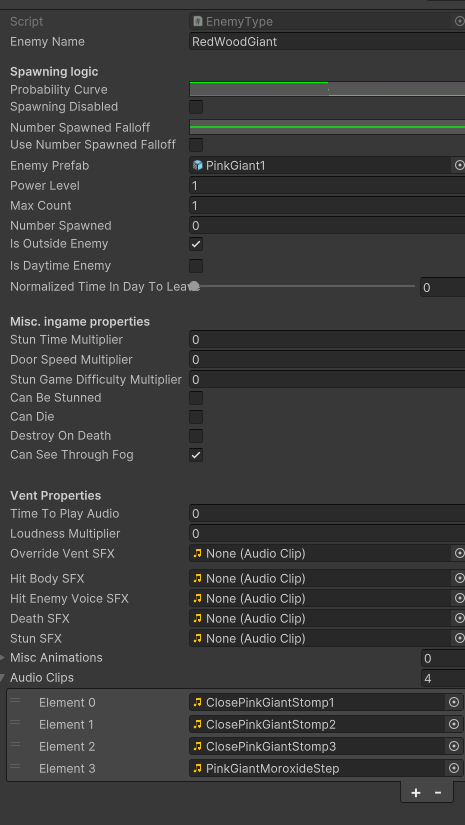 Script EnemyType
Enemy Name RedWoodGiant
Spawning logic
Probability Curve
Spawning Disabled
Number Spawned Falloff
Use Number Spawned Falloff
Enemy Prefab PinkGiant1
Power Level 1
Max Count 1
Number Spawned 0
Is Outside Enemy
Is Daytime Enemy
Normalized Time In Day To Leave 0
Misc. ingame properties
Stun Time Multiplier 0
Door Speed Multiplier 0
Stun Game Difficulty Multiplier 0
Can Be Stunned
Can Die
Destroy On Death
Can See Through Fog
Vent Properties
Time To Play Audio 0
Loudness Multiplier 0
Override Vent SFX None (Audio Clip)
Hit Body SFX None (Audio Clip)
Hit Enemy Voice SFX None (Audio Clip)
Death SFX None (Audio Clip)
Stun SFX None (Audio Clip)
Misc Animations 0
Audio Clips 4
Element 0 ClosePinkGiantStomp1
Element 1 ClosePinkGiantStomp2
Element 2 ClosePinkGiantStomp3
Element 3 PinkGiantMoroxideStep
+ -